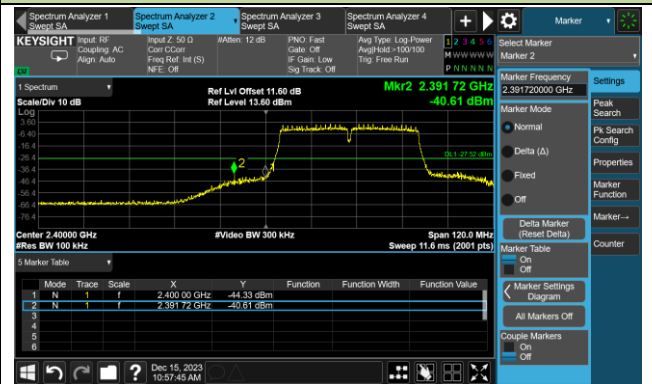 Spectrum Analyzer 1
Swept SA
Spectrum Analyzer 2
Swept SA
Spectrum Analyzer 3
Swept SA
Spectrum Analyzer 4
Swept SA
+
Marker
KEYSIGHT
Input: RF
Coupling: AC
Align: Auto
Input Z: 50 Ω
Corr CCorr
Freq Ref: Int (S)
NFE: Off
#Atten: 12 dB
PNO: Fast
Gate: Off
IF Gain: Low
Sig Track: Off
Avg Type: Log-Power
Avg|Hold >100/100
Trig: Free Run
1 2 3 4 5 6
M W W W W W
P N N N N N
Select Marker
Marker 2
1 Spectrum
Scale/Div 10 dB
Log
Ref Lvl Offset 11.60 dB
Ref Level 13.60 dBm
Mkr2 2.391 72 GHz
-40.61 dBm
3.60
-6.40
-16.4
-26.4
-36.4
-46.4
-56.4
-66.4
-76.4
2
DL1 -27.52 dBm
Center 2.40000 GHz
#Res BW 100 kHz
#Video BW 300 kHz
Span 120.0 MHz
Sweep 11.6 ms (2001 pts)
5 Marker Table
Mode Trace Scale X Y Function Function Width Function Value
1 N 1 f 2.400 00 GHz -44.33 dBm
2 N 1 f 2.391 72 GHz -40.61 dBm
3
4
5
6
Marker Frequency
2.391720000 GHz
Marker Mode
Normal
Delta (Δ)
Fixed
Off
Delta Marker
(Reset Delta)
Marker Table
On
Off
Marker Settings
Diagram
All Markers Off
Couple Markers
On
Off
Settings
Peak
Search
Pk Search
Config
Properties
Marker
Function
Marker→
Counter
?
Dec 15, 2023
10:57:45 AM